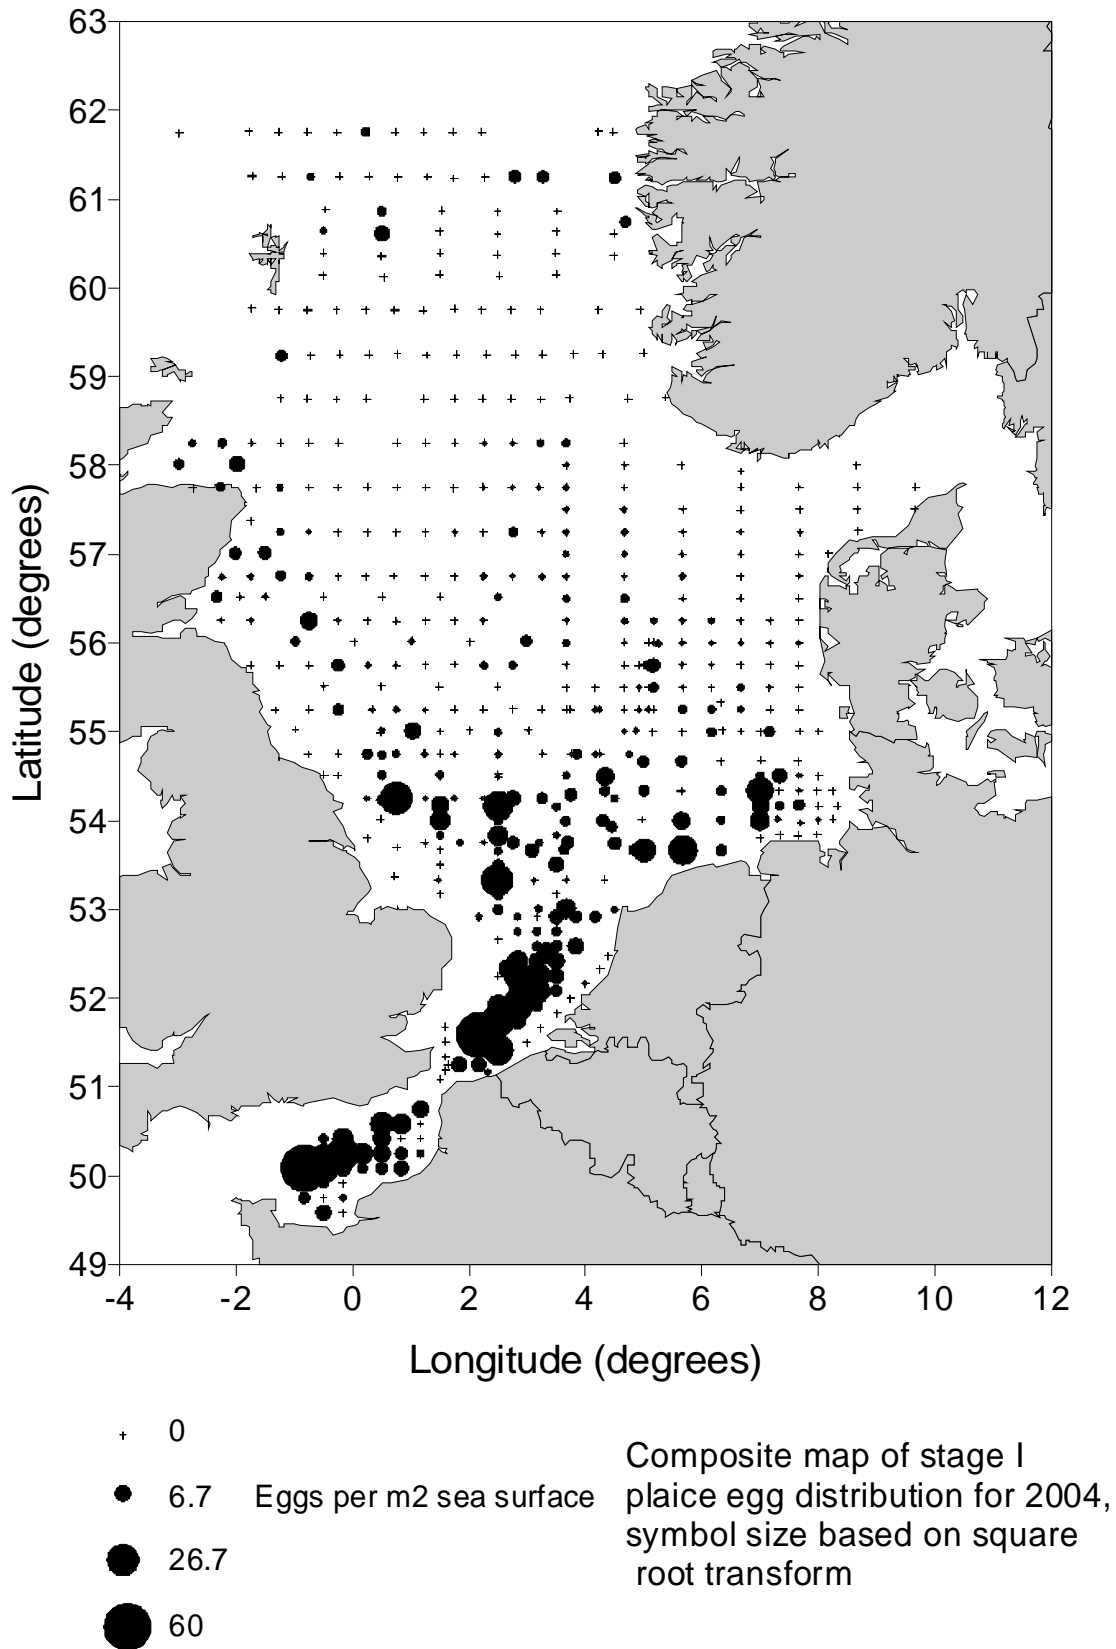 63
62
61
60
59
58
57
56
55
54
53
52
51
50
49
Latitude (degrees)
-4 -2 0 2 4 6 8 10 12
Longitude (degrees)
0
6.7 Eggs per m2 sea surface
26.7
60
Composite map of stage I
plaice egg distribution for 2004,
symbol size based on square
root transform